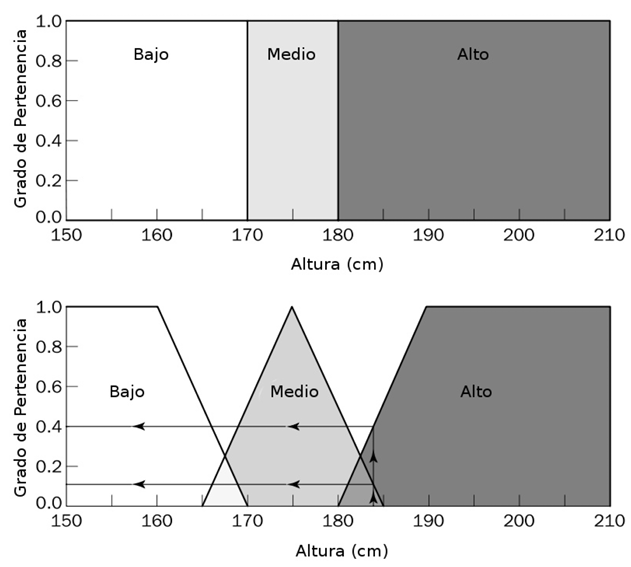 Grado de Pertenencia
1.0
0.8
0.6
0.4
0.2
0.0
Bajo
Medio
Alto
150 160 170 180 190 200 210
Altura (cm)
Grado de Pertenencia
1.0
0.8
0.6
0.4
0.2
0.0
Bajo
Medio
Alto
150 160 170 180 190 200 210
Altura (cm)